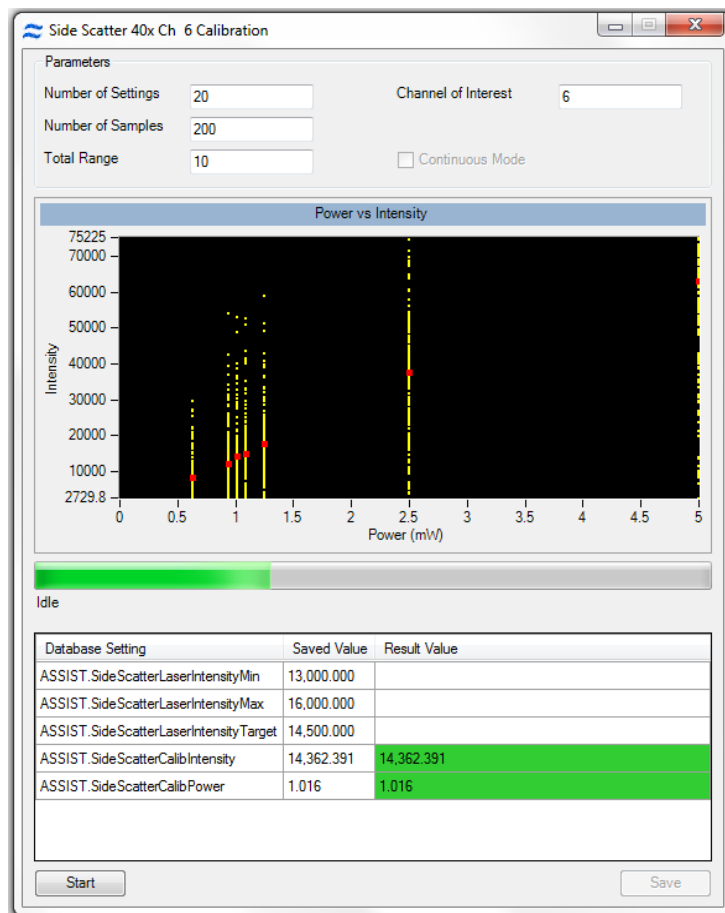 Side Scatter 40x Ch 6 Calibration
Parameters
Number of Settings 20 Channel of Interest 6
Number of Samples 200
Total Range 10 Continuous Mode
Power vs Intensity
75225
70000
60000
50000
40000
30000
20000
10000
2729.8
Intensity
0 0.5 1 1.5 2 2.5 3 3.5 4 4.5 5
Power (mW)
Idle
Database Setting Saved Value Result Value
ASSIST.SideScatterLaserIntensityMin 13,000.000
ASSIST.SideScatterLaserIntensityMax 16,000.000
ASSIST.SideScatterLaserIntensityTarget 14,500.000
ASSIST.SideScatterCalibIntensity 14,362.391 14,362.391
ASSIST.SideScatterCalibPower 1.016 1.016
Start Save